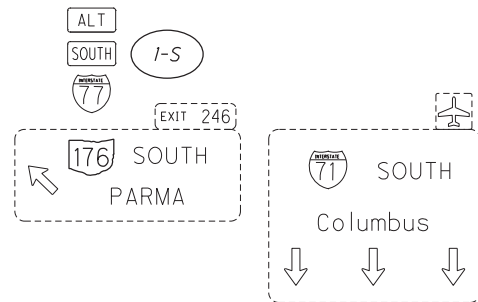 ALT
SOUTH
1-S
INTERSTATE
77
EXIT 246
176 SOUTH
PARMA
INTERSTATE
71 SOUTH
Columbus